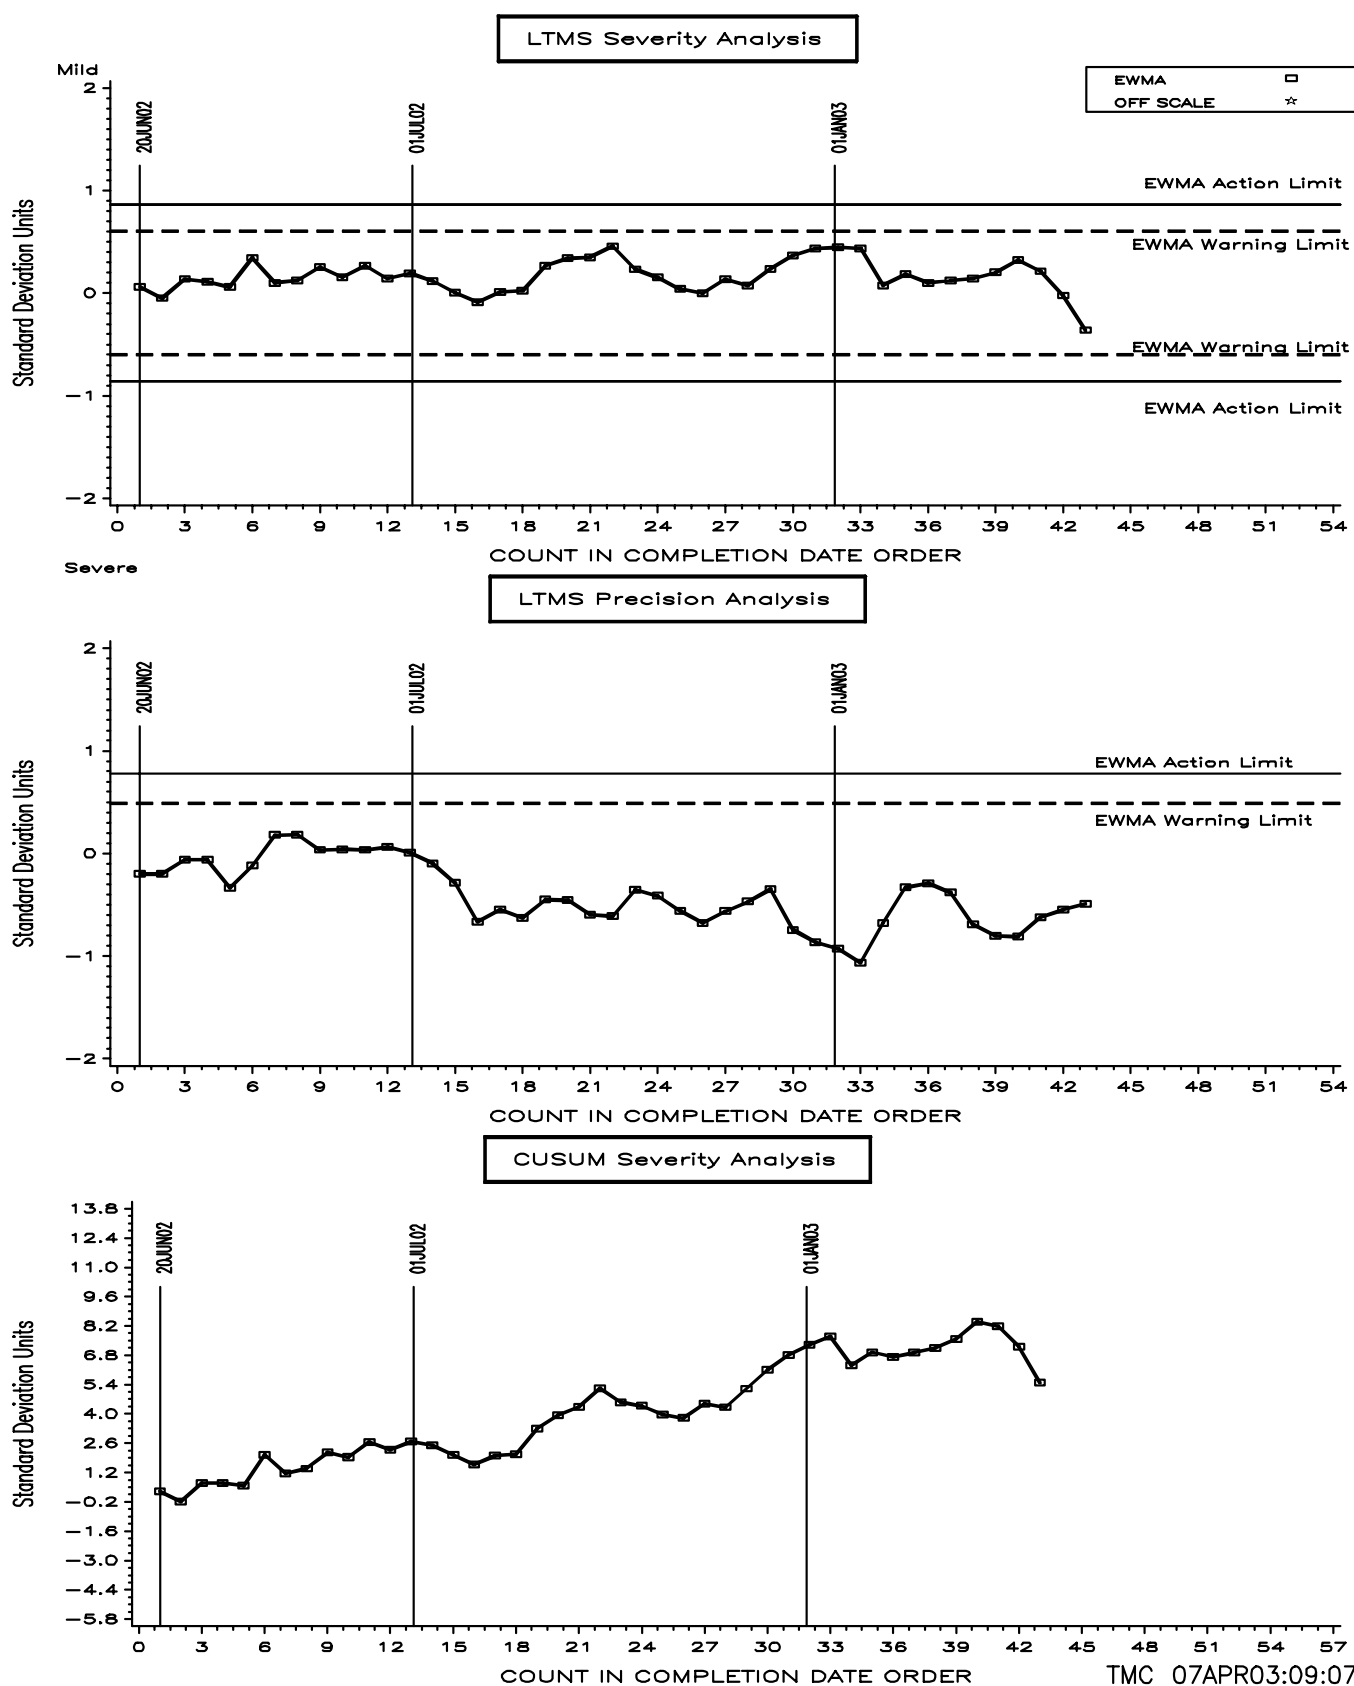 LTMS Severity Analysis
Mild
EWMA
OFF SCALE
2
1
0
−1
−2
Standard Deviation Units
20JUN02
01JUL02
01JAN03
EWMA Action Limit
EWMA Warning Limit
EWMA Warning Limit
EWMA Action Limit
0 3 6 9 12 15 18 21 24 27 30 33 36 39 42 45 48 51 54
COUNT IN COMPLETION DATE ORDER
Severe
LTMS Precision Analysis
2
1
0
−1
−2
Standard Deviation Units
20JUN02
01JUL02
01JAN03
EWMA Action Limit
EWMA Warning Limit
0 3 6 9 12 15 18 21 24 27 30 33 36 39 42 45 48 51 54
COUNT IN COMPLETION DATE ORDER
CUSUM Severity Analysis
13.8
12.4
11.0
9.6
8.2
6.8
5.4
4.0
2.6
1.2
−0.2
−1.6
−3.0
−4.4
−5.8
Standard Deviation Units
20JUN02
01JUL02
01JAN03
0 3 6 9 12 15 18 21 24 27 30 33 36 39 42 45 48 51 54 57
COUNT IN COMPLETION DATE ORDER
TMC 07APR03:09:07